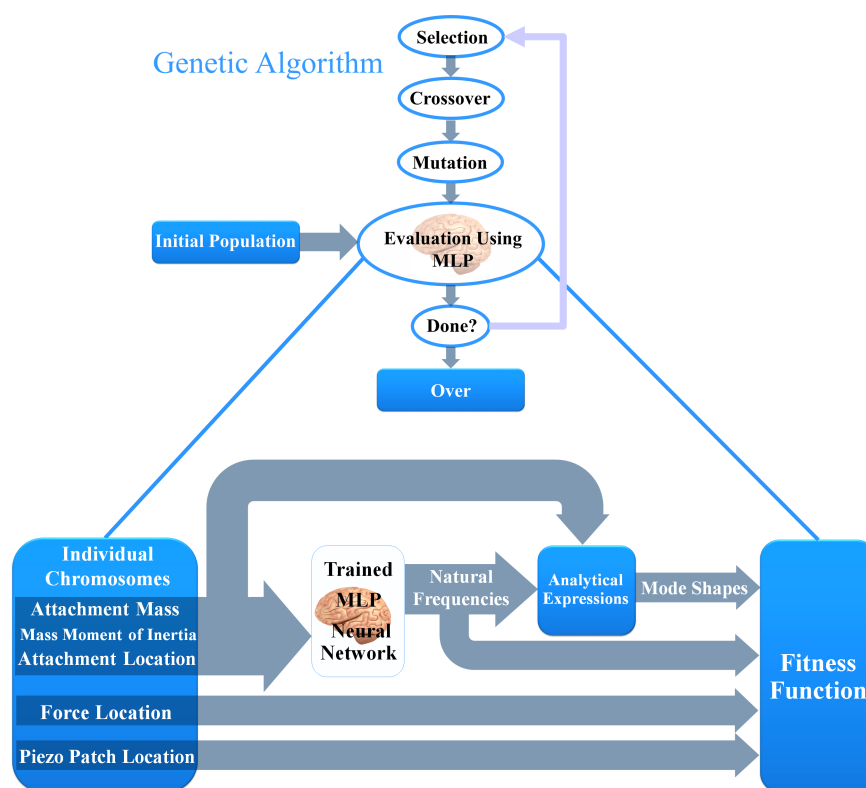 Genetic Algorithm
Selection
Crossover
Mutation
Initial Population
Evaluation Using
MLP
Done?
Over
Individual
Chromosomes
Attachment Mass
Mass Moment of Inertia
Attachment Location
Force Location
Piezo Patch Location
Trained
MLP
Neural
Network
Natural
Frequencies
Analytical
Expressions
Mode Shapes
Fitness
Function